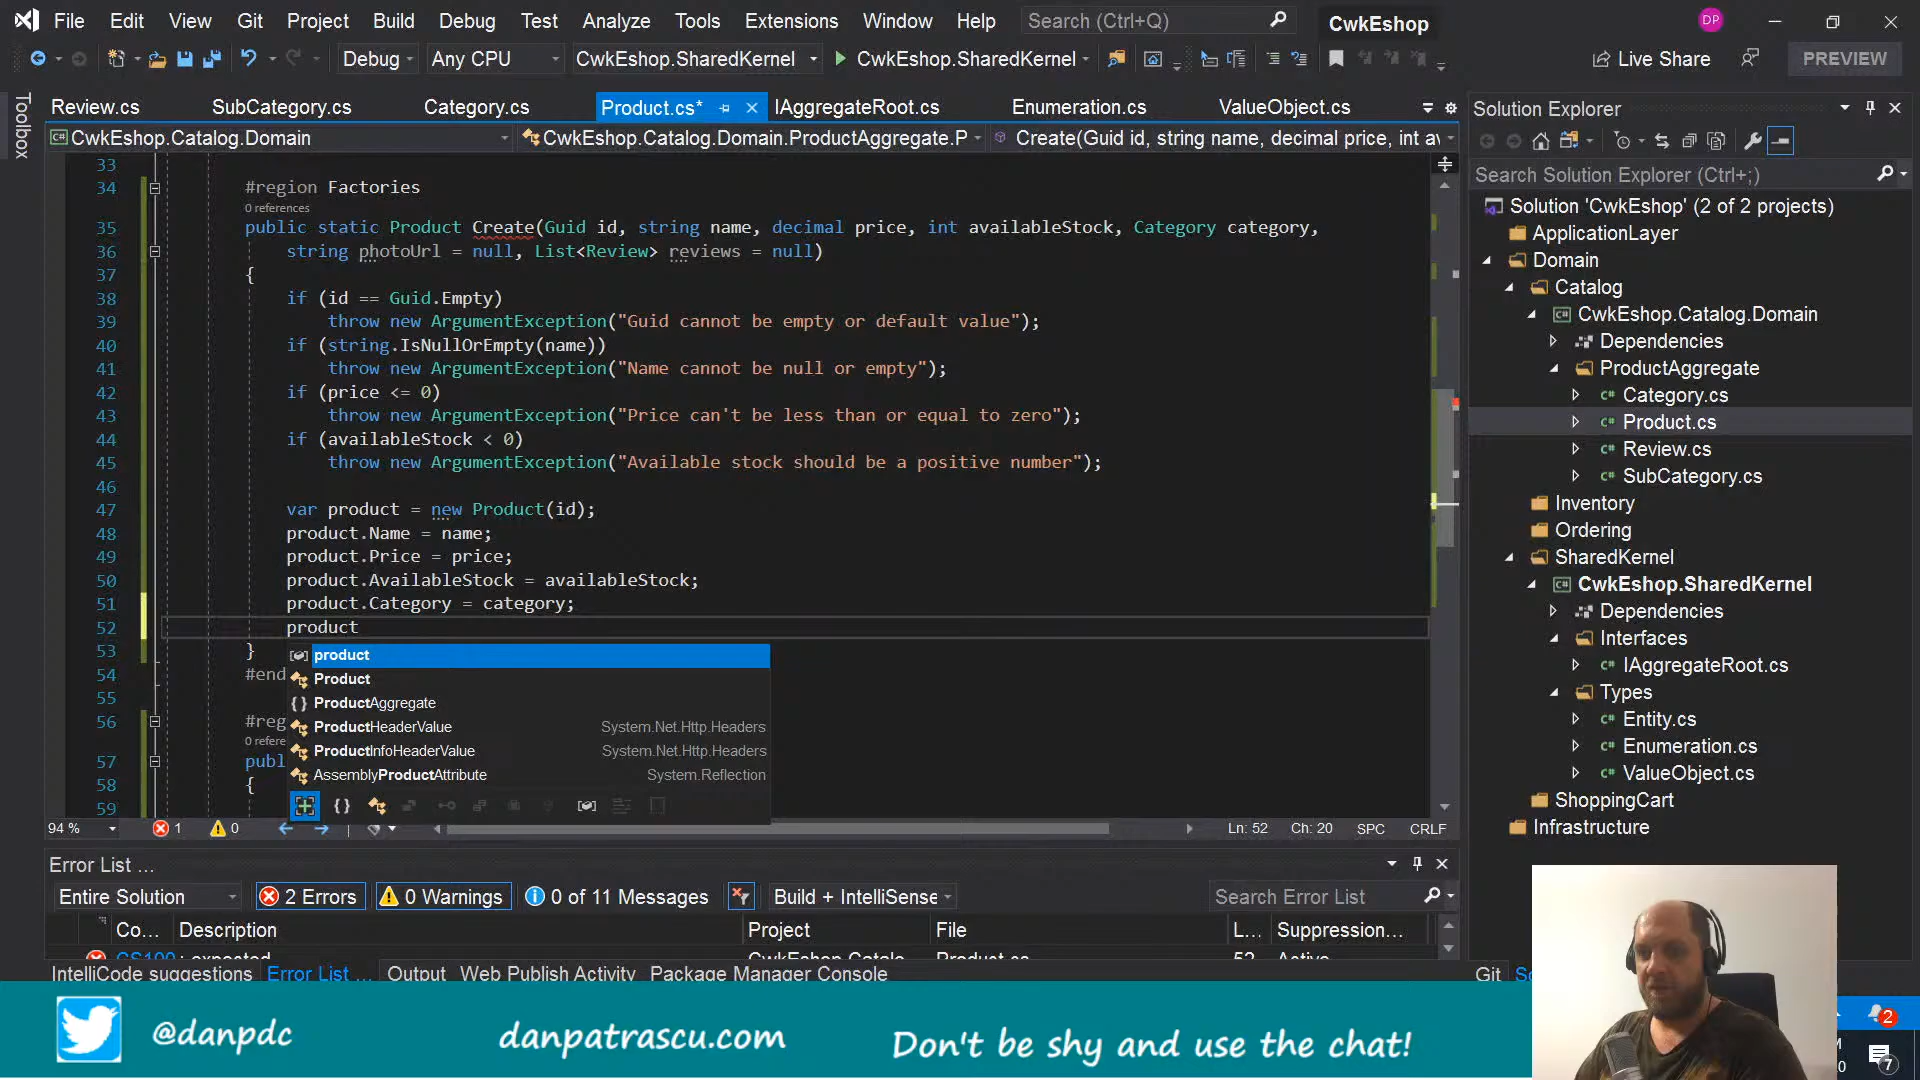 File Edit View Git Project Build Debug Test Analyze Tools Extensions Window Help Search (Ctrl+Q) CwkEshop DP
Debug Any CPU CwkEshop.SharedKernel CwkEshop.SharedKernel Live Share PREVIEW
Toolbox
Review.cs SubCategory.cs Category.cs Product.cs* IAggregateRoot.cs Enumeration.cs ValueObject.cs
CwkEshop.Catalog.Domain CwkEshop.Catalog.Domain.ProductAggregate.P Create(Guid id, string name, decimal price, int av
33
34 #region Factories
0 references
35 public static Product Create(Guid id, string name, decimal price, int availableStock, Category category,
36 string photoUrl = null, List<Review> reviews = null)
37 {
38 if (id == Guid.Empty)
39 throw new ArgumentException("Guid cannot be empty or default value");
40 if (string.IsNullOrEmpty(name))
41 throw new ArgumentException("Name cannot be null or empty");
42 if (price <= 0)
43 throw new ArgumentException("Price can't be less than or equal to zero");
44 if (availableStock < 0)
45 throw new ArgumentException("Available stock should be a positive number");
46
47 var product = new Product(id);
48 product.Name = name;
49 product.Price = price;
50 product.AvailableStock = availableStock;
51 product.Category = category;
52 product
53 }
54 #end
55
56 #reg
0 refere
57 publ
58 {
59
product
Product
ProductAggregate
ProductHeaderValue System.Net.Http.Headers
ProductInfoHeaderValue System.Net.Http.Headers
AssemblyProductAttribute System.Reflection
94 % 1 0 Ln: 52 Ch: 20 SPC CRLF
Error List ...
Entire Solution 2 Errors 0 Warnings 0 of 11 Messages Build + IntelliSense Search Error List
Co... Description Project File L... Suppression...
CS100 ; expected CwkEshop.Catalo Product.cs 52 Active
IntelliCode suggestions Error List ... Output Web Publish Activity Package Manager Console
Solution Explorer
Search Solution Explorer (Ctrl+;)
Solution 'CwkEshop' (2 of 2 projects)
ApplicationLayer
Domain
Catalog
CwkEshop.Catalog.Domain
Dependencies
ProductAggregate
Category.cs
Product.cs
Review.cs
SubCategory.cs
Inventory
Ordering
SharedKernel
CwkEshop.SharedKernel
Dependencies
Interfaces
IAggregateRoot.cs
Types
Entity.cs
Enumeration.cs
ValueObject.cs
ShoppingCart
Infrastructure
Git So
@danpdc danpatrascu.com Don't be shy and use the chat!
2
7